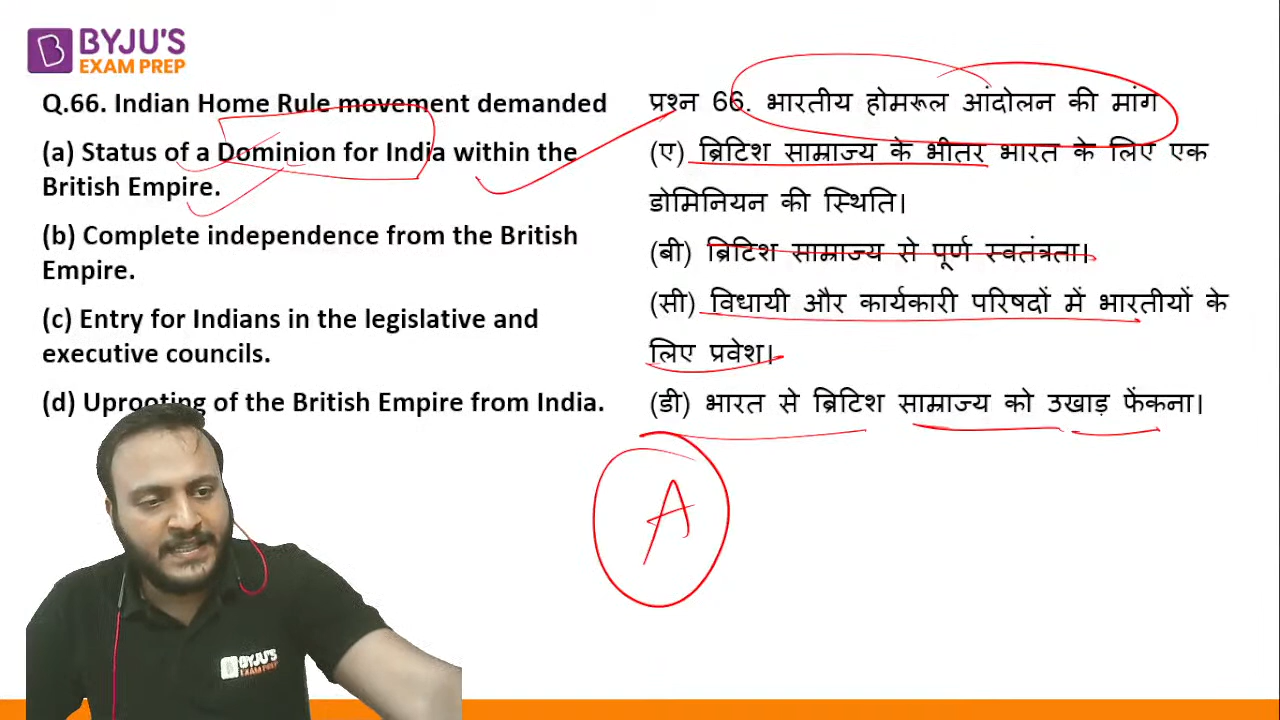 BYJU'S
EXAM PREP
Q.66. Indian Home Rule movement demanded
(a) Status of a Dominion for India within the
British Empire.
(b) Complete independence from the British
Empire.
(c) Entry for Indians in the legislative and
executive councils.
(d) Uprooting of the British Empire from India.
प्रश्न 66. भारतीय होमरूल आंदोलन की मांग
(ए) ब्रिटिश साम्राज्य के भीतर भारत के लिए एक
डोमिनियन की स्थिति।
(बी) ब्रिटिश साम्राज्य से पूर्ण स्वतंत्रता।
(सी) विधायी और कार्यकारी परिषदों में भारतीयों के
लिए प्रवेश।
(डी) भारत से ब्रिटिश साम्राज्य को उखाड़ फेंकना।
A
BYJU'S
EXAM PREP